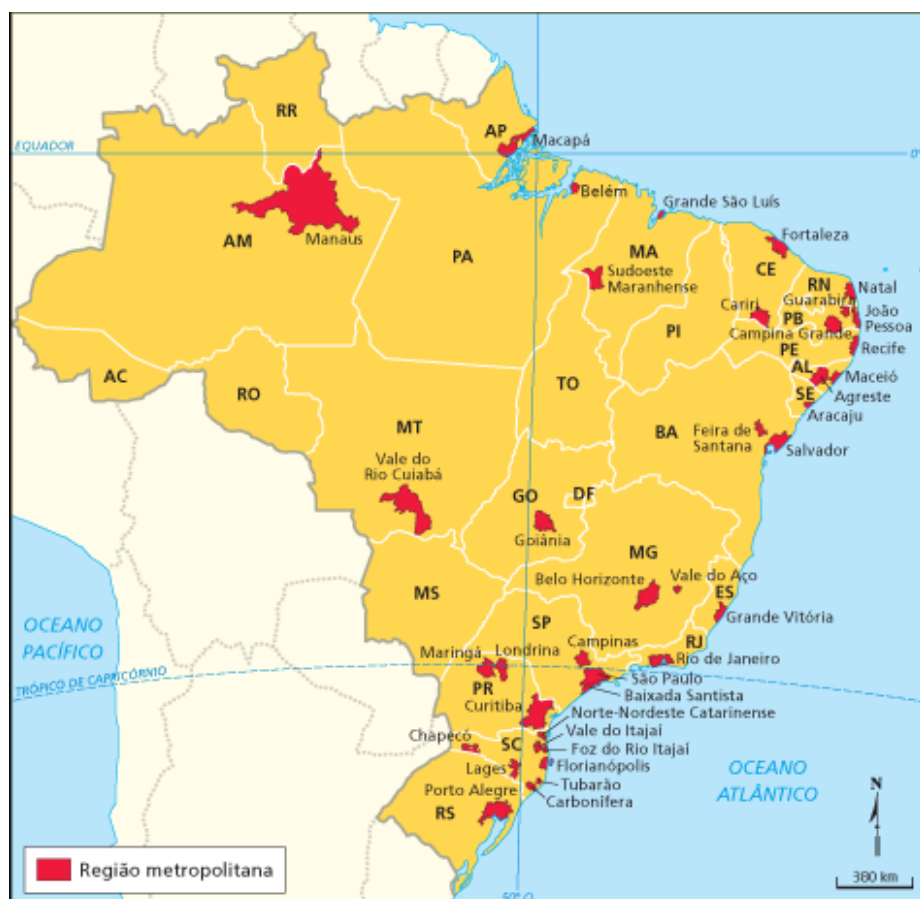 RR
AP
Macapá
EQUADOR
0°
Belém
Grande São Luís
AM
Manaus
PA
MA
Fortaleza
CE
Sudoeste
Maranhense
RN
Natal
Guarabira
João
Pessoa
Cariri
PB
Campina Grande
PI
PE
Recife
AC
RO
TO
AL
Maceió
SE
Agreste
Aracaju
MT
BA
Feira de
Santana
Salvador
Vale do
Rio Cuiabá
GO
DF
Goiânia
MG
Belo Horizonte
Vale do Aço
ES
MS
Grande Vitória
OCEANO
PACÍFICO
SP
RJ
Campinas
Maringá
Londrina
Rio de Janeiro
TRÓPICO DE CAPRICÓRNIO
São Paulo
PR
Baixada Santista
Curitiba
Norte-Nordeste Catarinense
Chapecó
SC
Vale do Itajaí
Foz do Rio Itajaí
Lages
Florianópolis
OCEANO
ATLÂNTICO
Porto Alegre
Tubarão
Carbonífera
RS
N
Região metropolitana
380 km
50° O